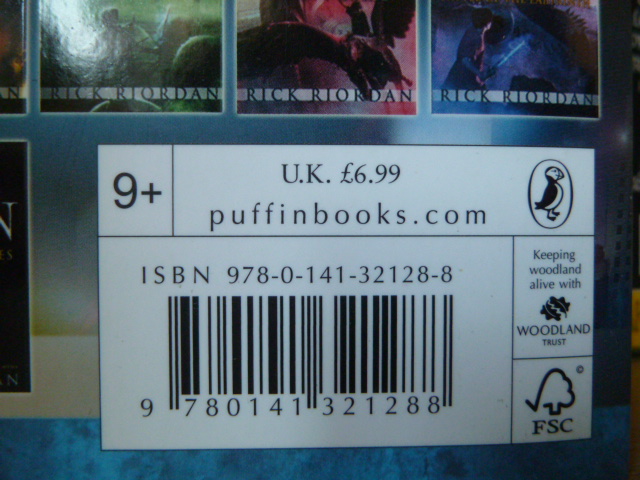 RICK RIORDAN
RICK RIORDAN
RICK RIORDAN
9+
U.K. £6.99
puffinbooks.com
ISBN 978-0-141-32128-8
9 780141 321288
Keeping
woodland
alive with
WOODLAND
TRUST
©
FSC